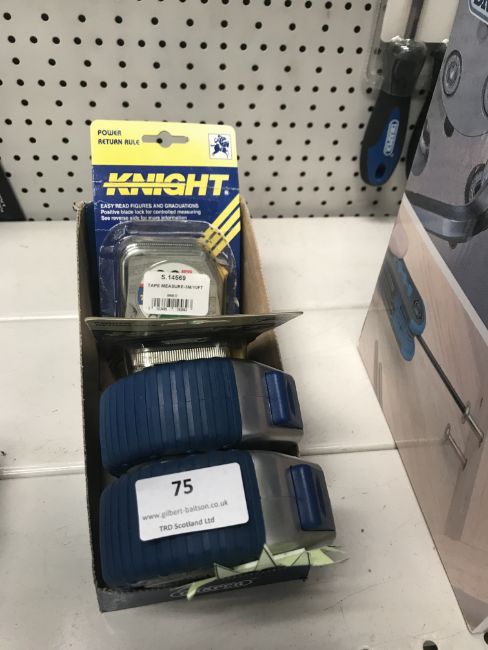 POWER
RETURN RULE
KNIGHT
EASY READ FIGURES AND GRADUATIONS
Positive blade lock for controlled measuring
See reverse side for more information
S.14569
TAPE MEASURE-3M/10FT
75
www.gilbert-baitson.co.uk
TRD Scotland Ltd